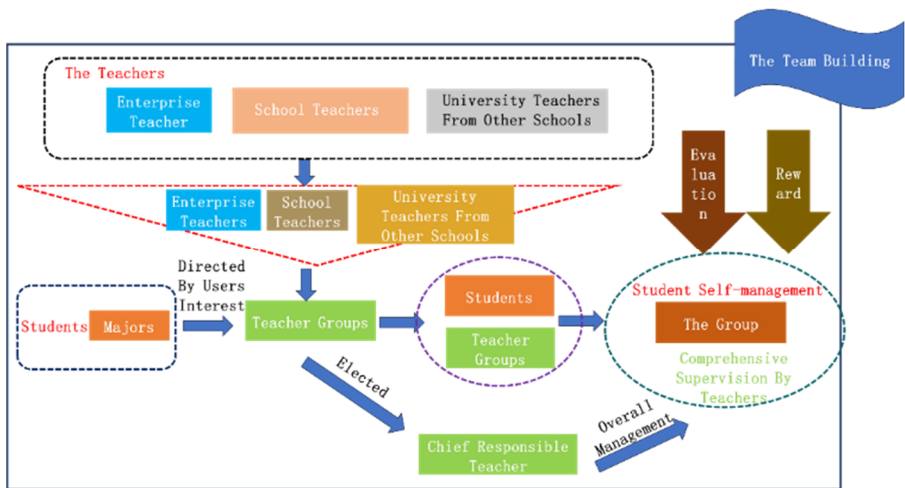 The Team Building
The Teachers
Enterprise
Teacher
School Teachers
University Teachers
From Other Schools
Eva
lua
tio
n
Rew
ard
Enterprise
Teachers
School
Teachers
University
Teachers From
Other Schools
Directed
By Users
Interest
Students
Majors
Teacher Groups
Students
Teacher
Groups
Student Self-management
The Group
Comprehensive
Supervision By
Teachers
Elected
Chief Responsible
Teacher
Overall
Management